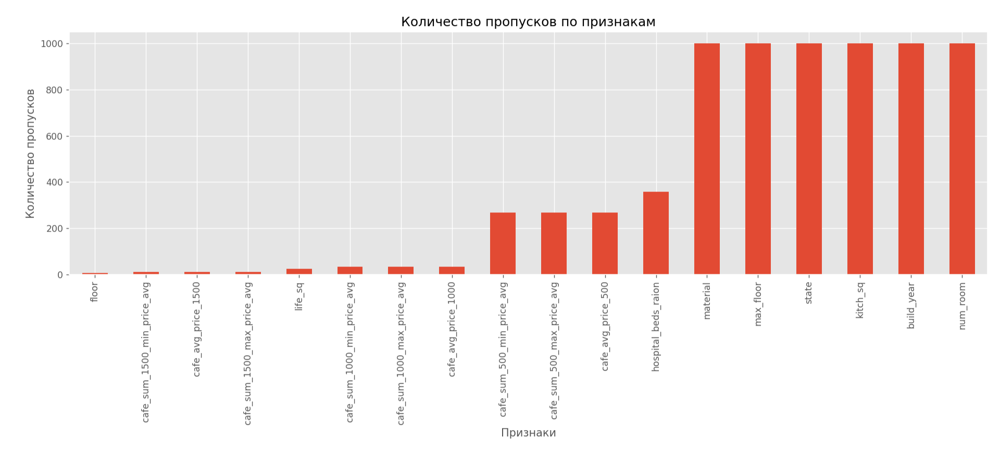 Количество пропусков по признакам
Количество пропусков
1000
800
600
400
200
0
floor
cafe_sum_1500_min_price_avg
cafe_avg_price_1500
cafe_sum_1500_max_price_avg
life_sq
cafe_sum_1000_min_price_avg
cafe_sum_1000_max_price_avg
cafe_avg_price_1000
cafe_sum_500_min_price_avg
cafe_sum_500_max_price_avg
cafe_avg_price_500
hospital_beds_raion
material
max_floor
state
kitch_sq
build_year
num_room
Признаки